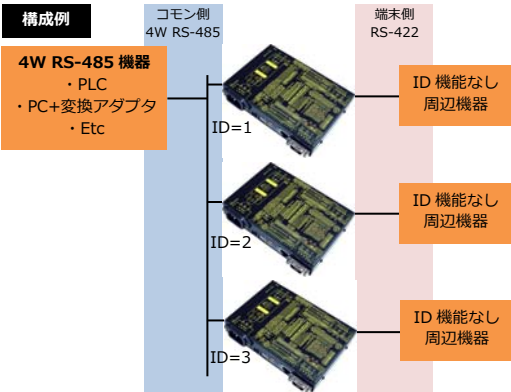 構成例
コモン側
4W RS-485
端末側
RS-422
4W RS-485 機器
・PLC
・PC+変換アダプタ
・Etc
ID=1
ID 機能なし
周辺機器
ID=2
ID 機能なし
周辺機器
ID=3
ID 機能なし
周辺機器